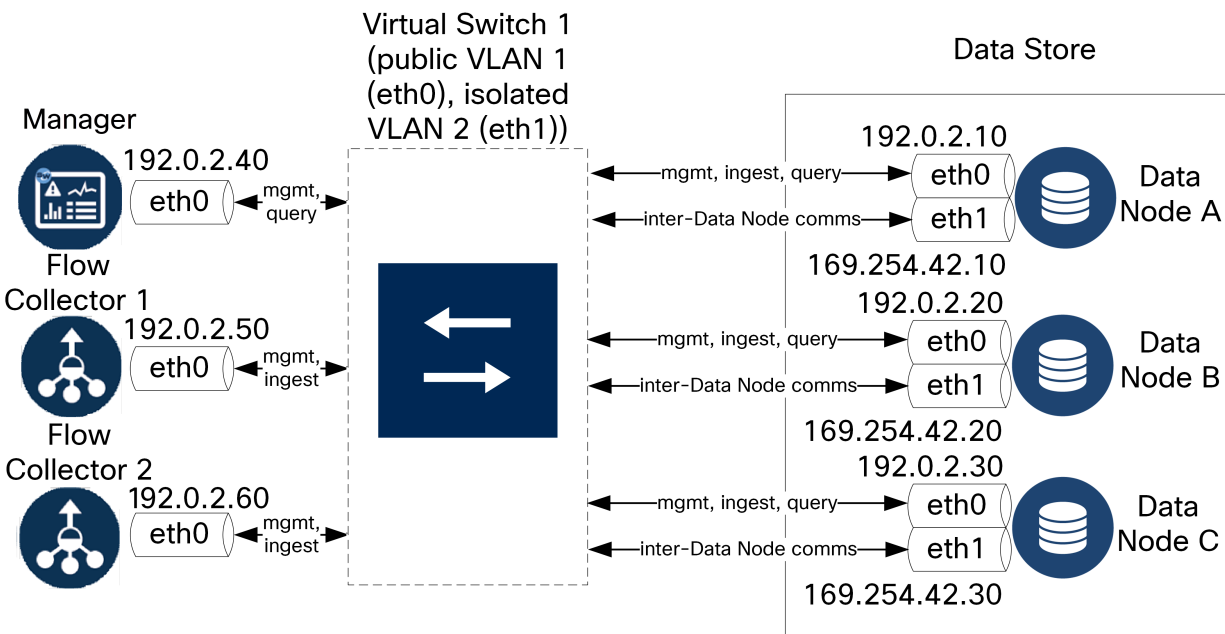 Virtual Switch 1
(public VLAN 1
(eth0), isolated
VLAN 2 (eth1))
Data Store
Manager
192.0.2.40
eth0
mgmt,
query
Flow
Collector 1
192.0.2.50
eth0
mgmt,
ingest
Flow
Collector 2
192.0.2.60
eth0
mgmt,
ingest
192.0.2.10
mgmt, ingest, query
eth0
inter-Data Node comms
eth1
169.254.42.10
Data
Node A
192.0.2.20
mgmt, ingest, query
eth0
inter-Data Node comms
eth1
169.254.42.20
Data
Node B
192.0.2.30
mgmt, ingest, query
eth0
inter-Data Node comms
eth1
169.254.42.30
Data
Node C